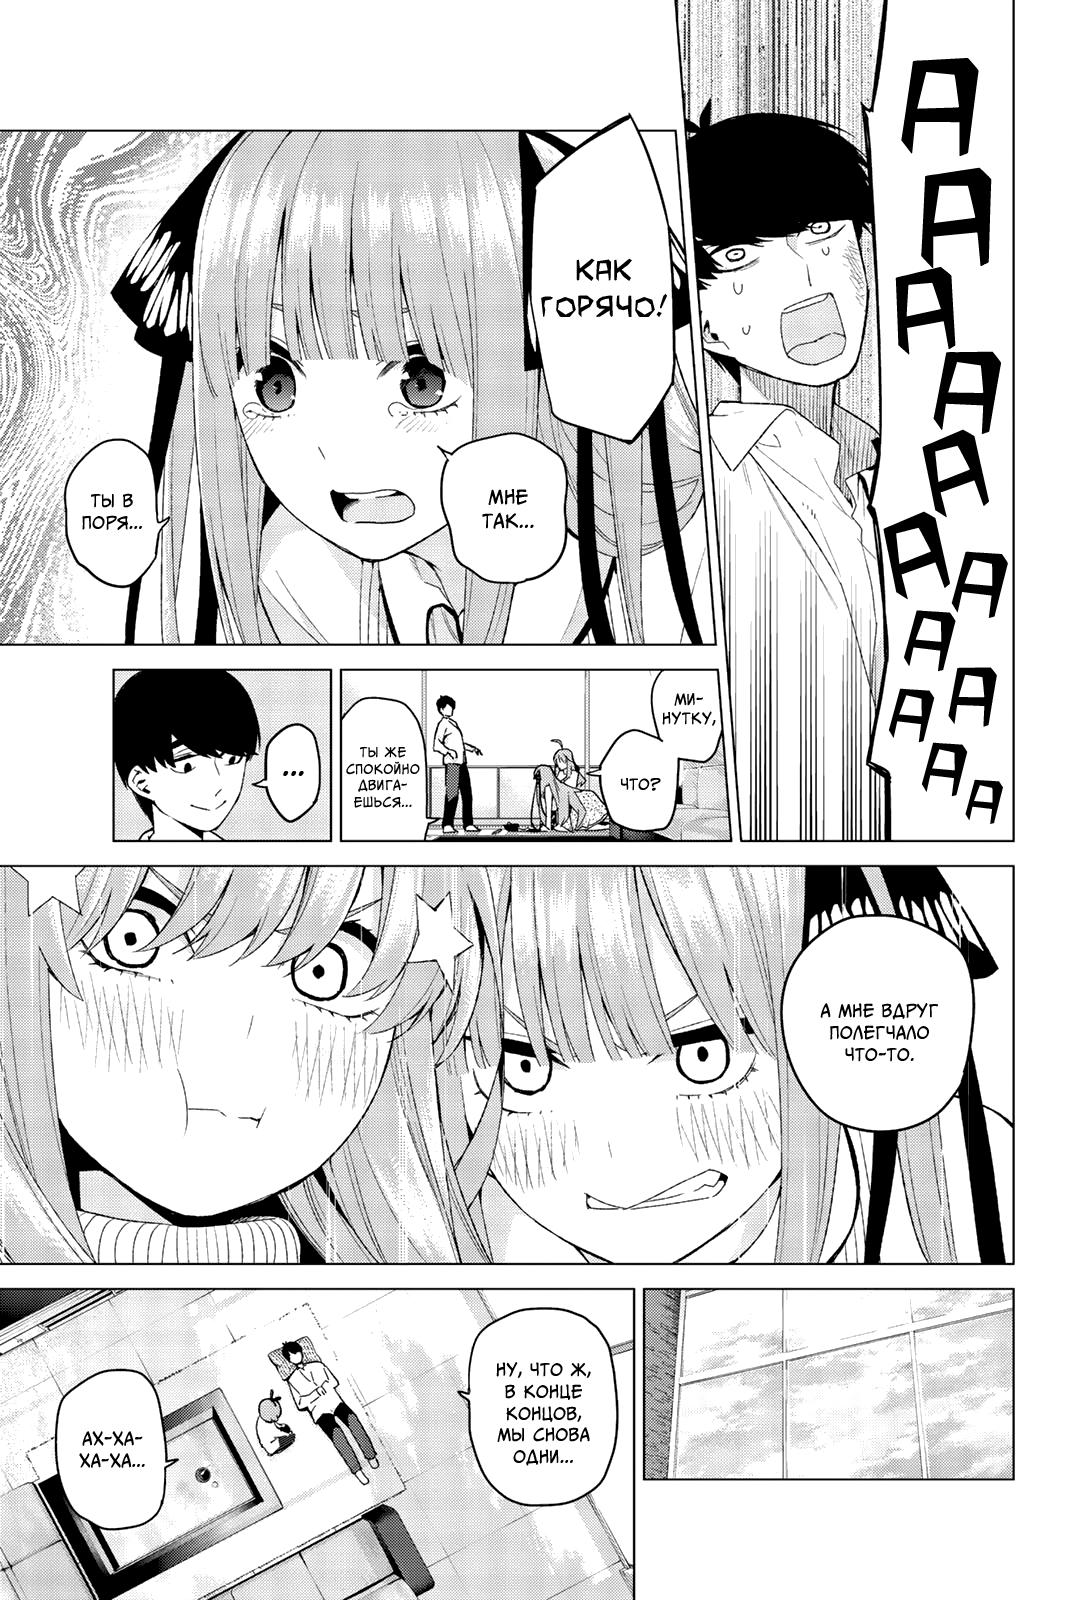 А
А
А
А
А
А
А
А
А
А
А
А
А
КАК
ГОРЯЧО!
МНЕ
ТАК...
ТЫ В
ПОРЯ...
МИ-
НУТКУ,
ЧТО?
ТЫ ЖЕ
СПОКОЙНО
ДВИГА-
ЕШЬСЯ...
...
А МНЕ ВДРУГ
ПОЛЕГЧАЛО
ЧТО-ТО.
НУ, ЧТО Ж,
В КОНЦЕ
КОНЦОВ,
МЫ СНОВА
ОДНИ...
АХ-ХА-
ХА-ХА...